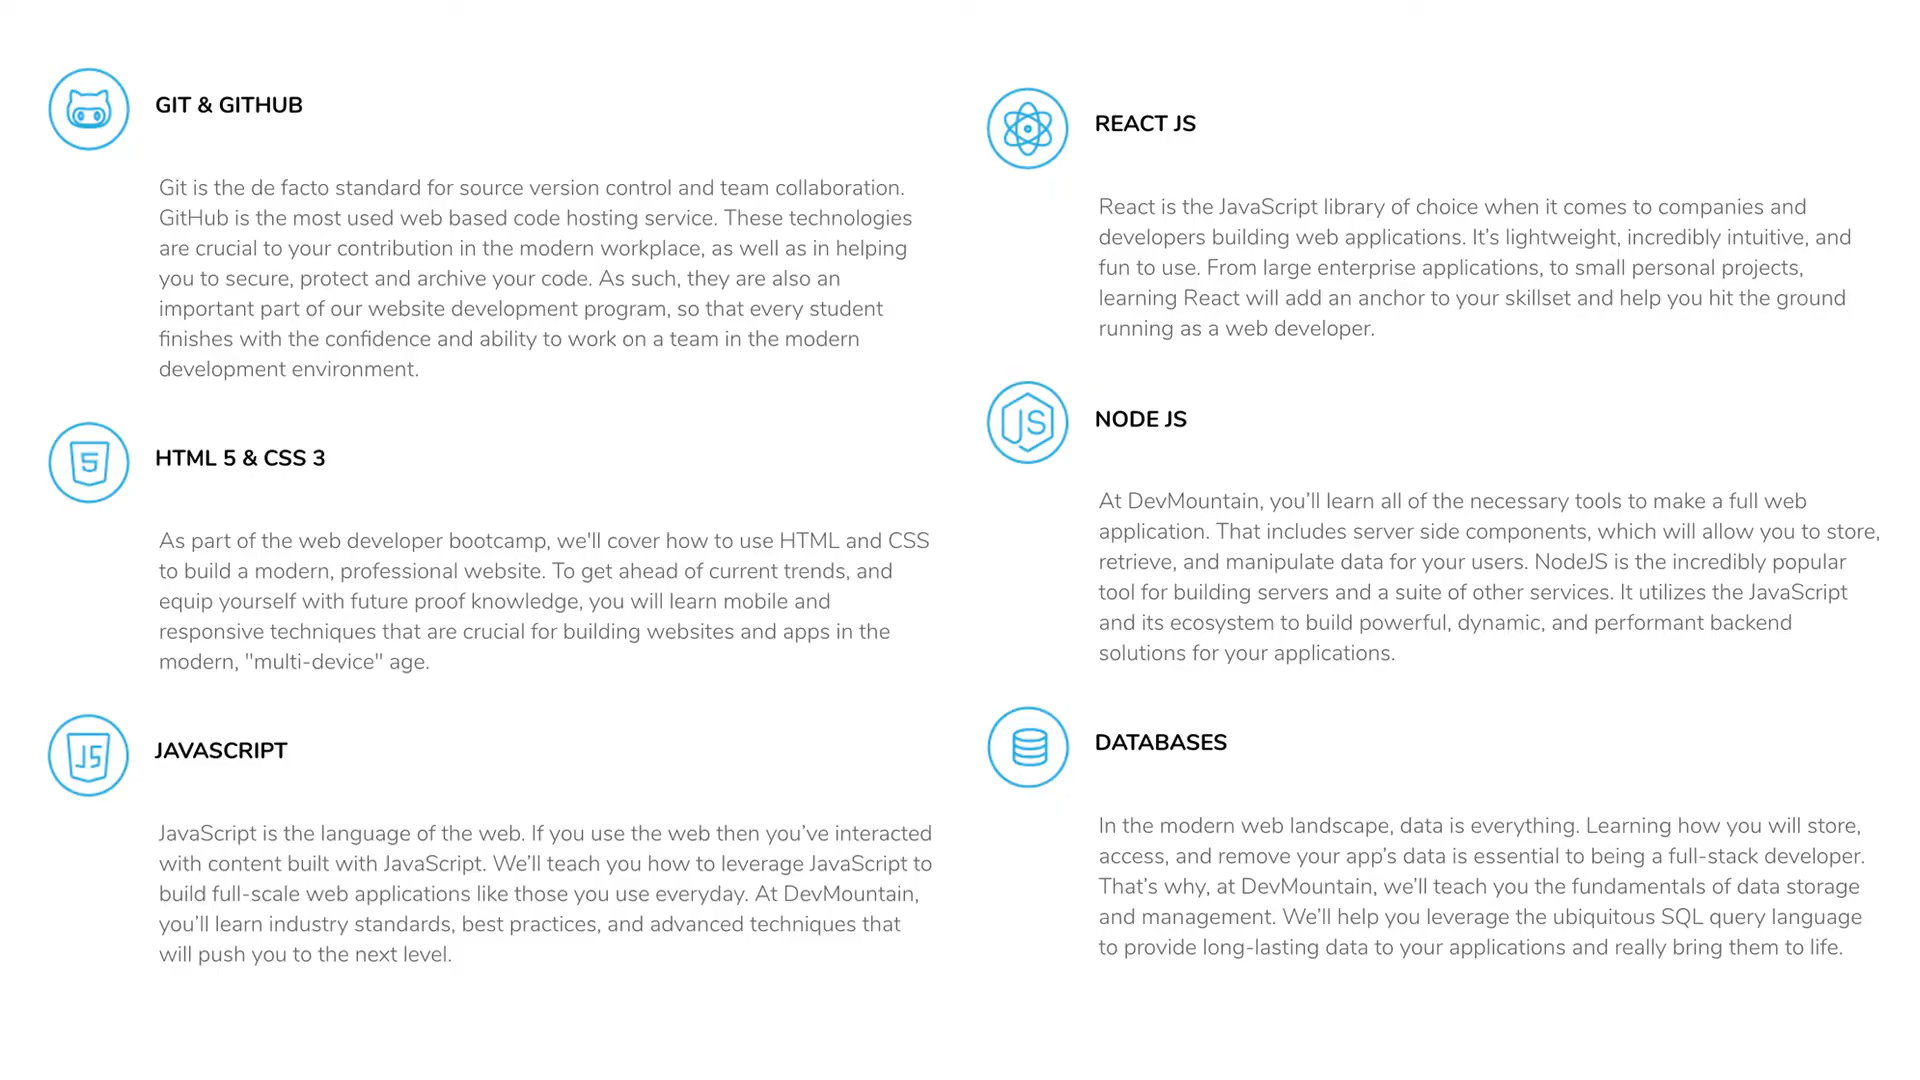 GIT & GITHUB
Git is the de facto standard for source version control and team collaboration.
GitHub is the most used web based code hosting service. These technologies
are crucial to your contribution in the modern workplace, as well as in helping
you to secure, protect and archive your code. As such, they are also an
important part of our website development program, so that every student
finishes with the confidence and ability to work on a team in the modern
development environment.
5
HTML 5 & CSS 3
As part of the web developer bootcamp, we'll cover how to use HTML and CSS
to build a modern, professional website. To get ahead of current trends, and
equip yourself with future proof knowledge, you will learn mobile and
responsive techniques that are crucial for building websites and apps in the
modern, "multi-device" age.
JS
JAVASCRIPT
JavaScript is the language of the web. If you use the web then you’ve interacted
with content built with JavaScript. We’ll teach you how to leverage JavaScript to
build full-scale web applications like those you use everyday. At DevMountain,
you’ll learn industry standards, best practices, and advanced techniques that
will push you to the next level.
REACT JS
React is the JavaScript library of choice when it comes to companies and
developers building web applications. It’s lightweight, incredibly intuitive, and
fun to use. From large enterprise applications, to small personal projects,
learning React will add an anchor to your skillset and help you hit the ground
running as a web developer.
JS
NODE JS
At DevMountain, you’ll learn all of the necessary tools to make a full web
application. That includes server side components, which will allow you to store,
retrieve, and manipulate data for your users. NodeJS is the incredibly popular
tool for building servers and a suite of other services. It utilizes the JavaScript
and its ecosystem to build powerful, dynamic, and performant backend
solutions for your applications.
DATABASES
In the modern web landscape, data is everything. Learning how you will store,
access, and remove your app’s data is essential to being a full-stack developer.
That’s why, at DevMountain, we’ll teach you the fundamentals of data storage
and management. We’ll help you leverage the ubiquitous SQL query language
to provide long-lasting data to your applications and really bring them to life.